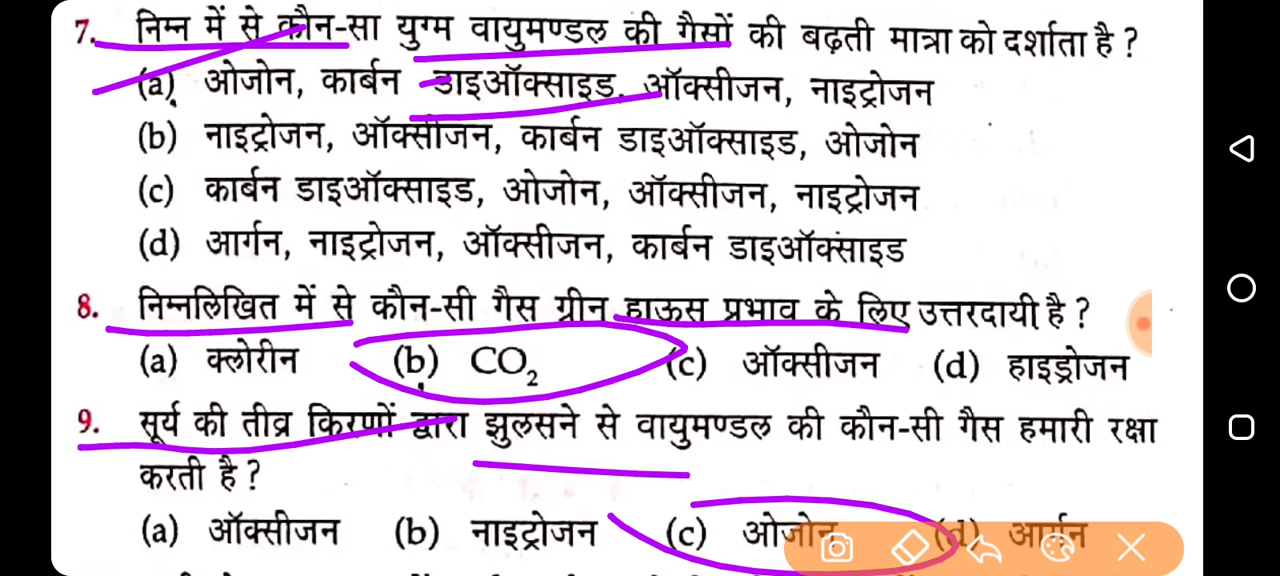 7. निम्न में से कौन-सा युग्म वायुमण्डल की गैसों की बढ़ती मात्रा को दर्शाता है ?
(a) ओजोन, कार्बन डाइऑक्साइड, ऑक्सीजन, नाइट्रोजन
(b) नाइट्रोजन, ऑक्सीजन, कार्बन डाइऑक्साइड, ओजोन
(c) कार्बन डाइऑक्साइड, ओजोन, ऑक्सीजन, नाइट्रोजन
(d) आर्गन, नाइट्रोजन, ऑक्सीजन, कार्बन डाइऑक्साइड
8. निम्नलिखित में से कौन-सी गैस ग्रीन हाऊस प्रभाव के लिए उत्तरदायी है ?
(a) क्लोरीन (b) CO₂ (c) ऑक्सीजन (d) हाइड्रोजन
9. सूर्य की तीव्र किरणों द्वारा झुलसने से वायुमण्डल की कौन-सी गैस हमारी रक्षा
करती है ?
(a) ऑक्सीजन (b) नाइट्रोजन (c) ओजोन (d) आर्गन